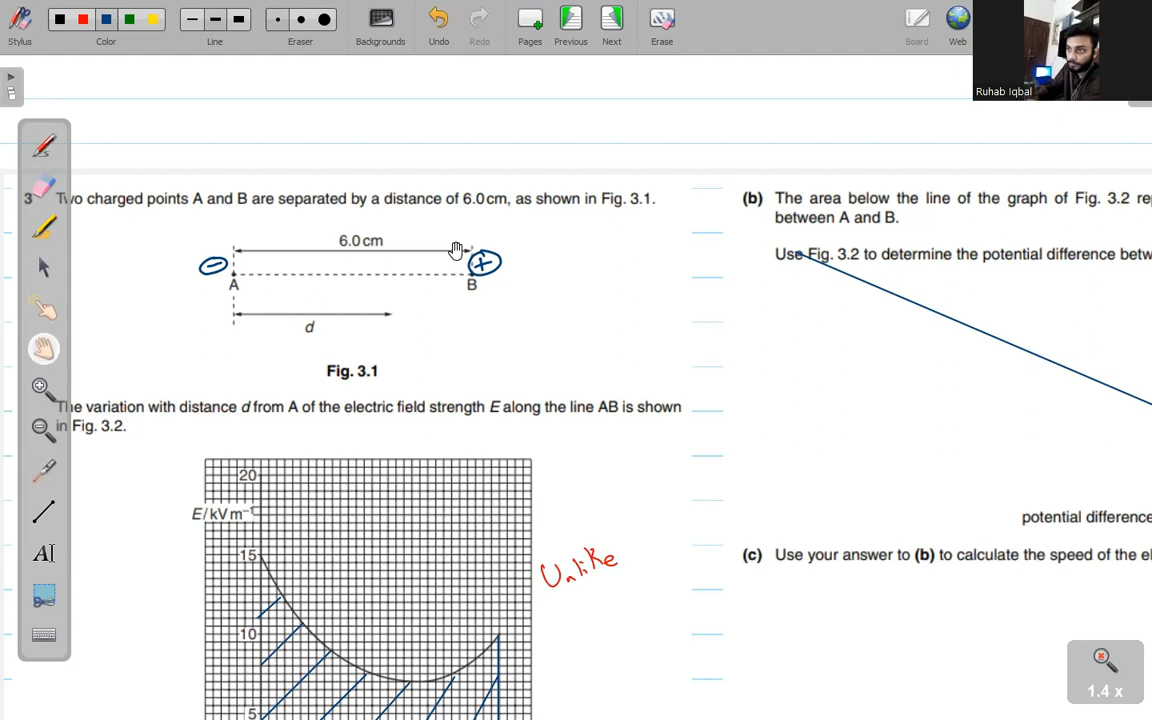 Stylus
Color
Line
Eraser
Backgrounds
Undo
Redo
Pages
Previous
Next
Erase
Board
Web
Ruhab Iqbal
3 Two charged points A and B are separated by a distance of 6.0 cm, as shown in Fig. 3.1.
6.0 cm
− +
A B
d
Fig. 3.1
The variation with distance d from A of the electric field strength E along the line AB is shown
in Fig. 3.2.
20
E/ kV m⁻¹
15
10
5
Unlike
(b) The area below the line of the graph of Fig. 3.2 rep
between A and B.
Use Fig. 3.2 to determine the potential difference betw
potential difference
(c) Use your answer to (b) to calculate the speed of the el
AI
1.4 x